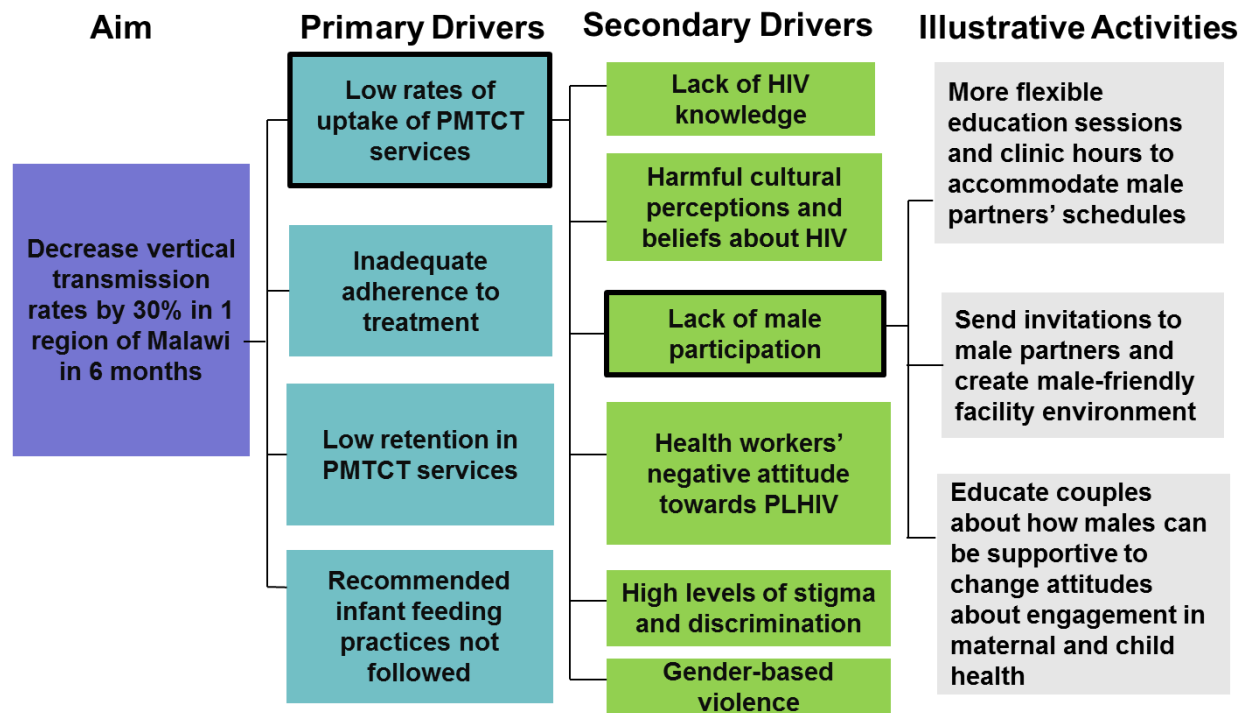 Aim
Primary Drivers
Secondary Drivers
Illustrative Activities
Decrease vertical
transmission
rates by 30% in 1
region of Malawi
in 6 months
Low rates of
uptake of PMTCT
services
Inadequate
adherence to
treatment
Low retention in
PMTCT services
Recommended
infant feeding
practices not
followed
Lack of HIV
knowledge
Harmful cultural
perceptions and
beliefs about HIV
Lack of male
participation
Health workers’
negative attitude
towards PLHIV
High levels of stigma
and discrimination
Gender-based
violence
More flexible
education sessions
and clinic hours to
accommodate male
partners’ schedules
Send invitations to
male partners and
create male-friendly
facility environment
Educate couples
about how males can
be supportive to
change attitudes
about engagement in
maternal and child
health